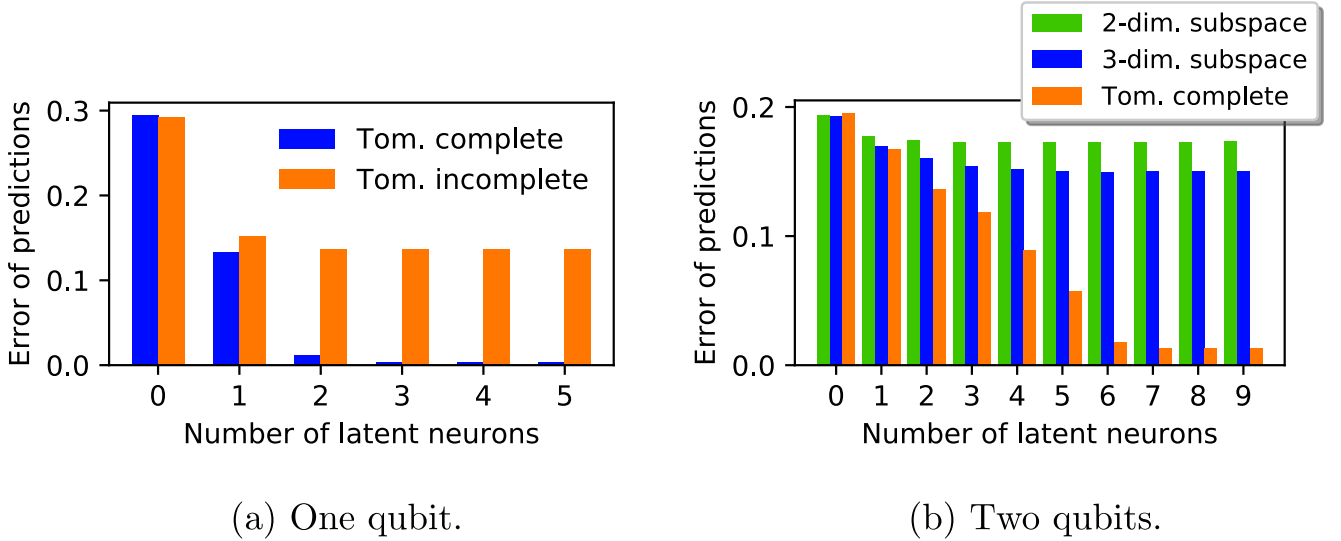 Error of predictions
0.3
0.2
0.1
0.0
Tom. complete
Tom. incomplete
0 1 2 3 4 5
Number of latent neurons
(a) One qubit.
2-dim. subspace
3-dim. subspace
Tom. complete
Error of predictions
0.2
0.1
0.0
0 1 2 3 4 5 6 7 8 9
Number of latent neurons
(b) Two qubits.